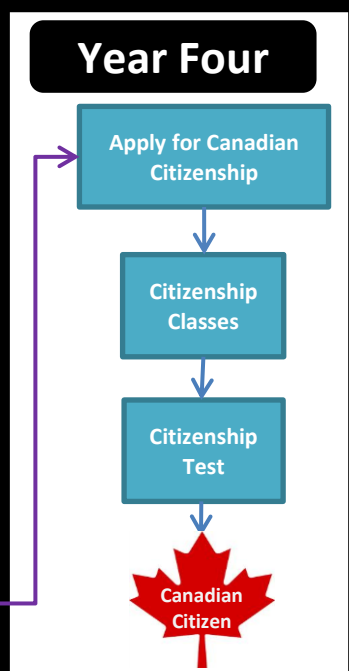 Year Four
Apply for Canadian
Citizenship
Citizenship
Classes
Citizenship
Test
Canadian
Citizen